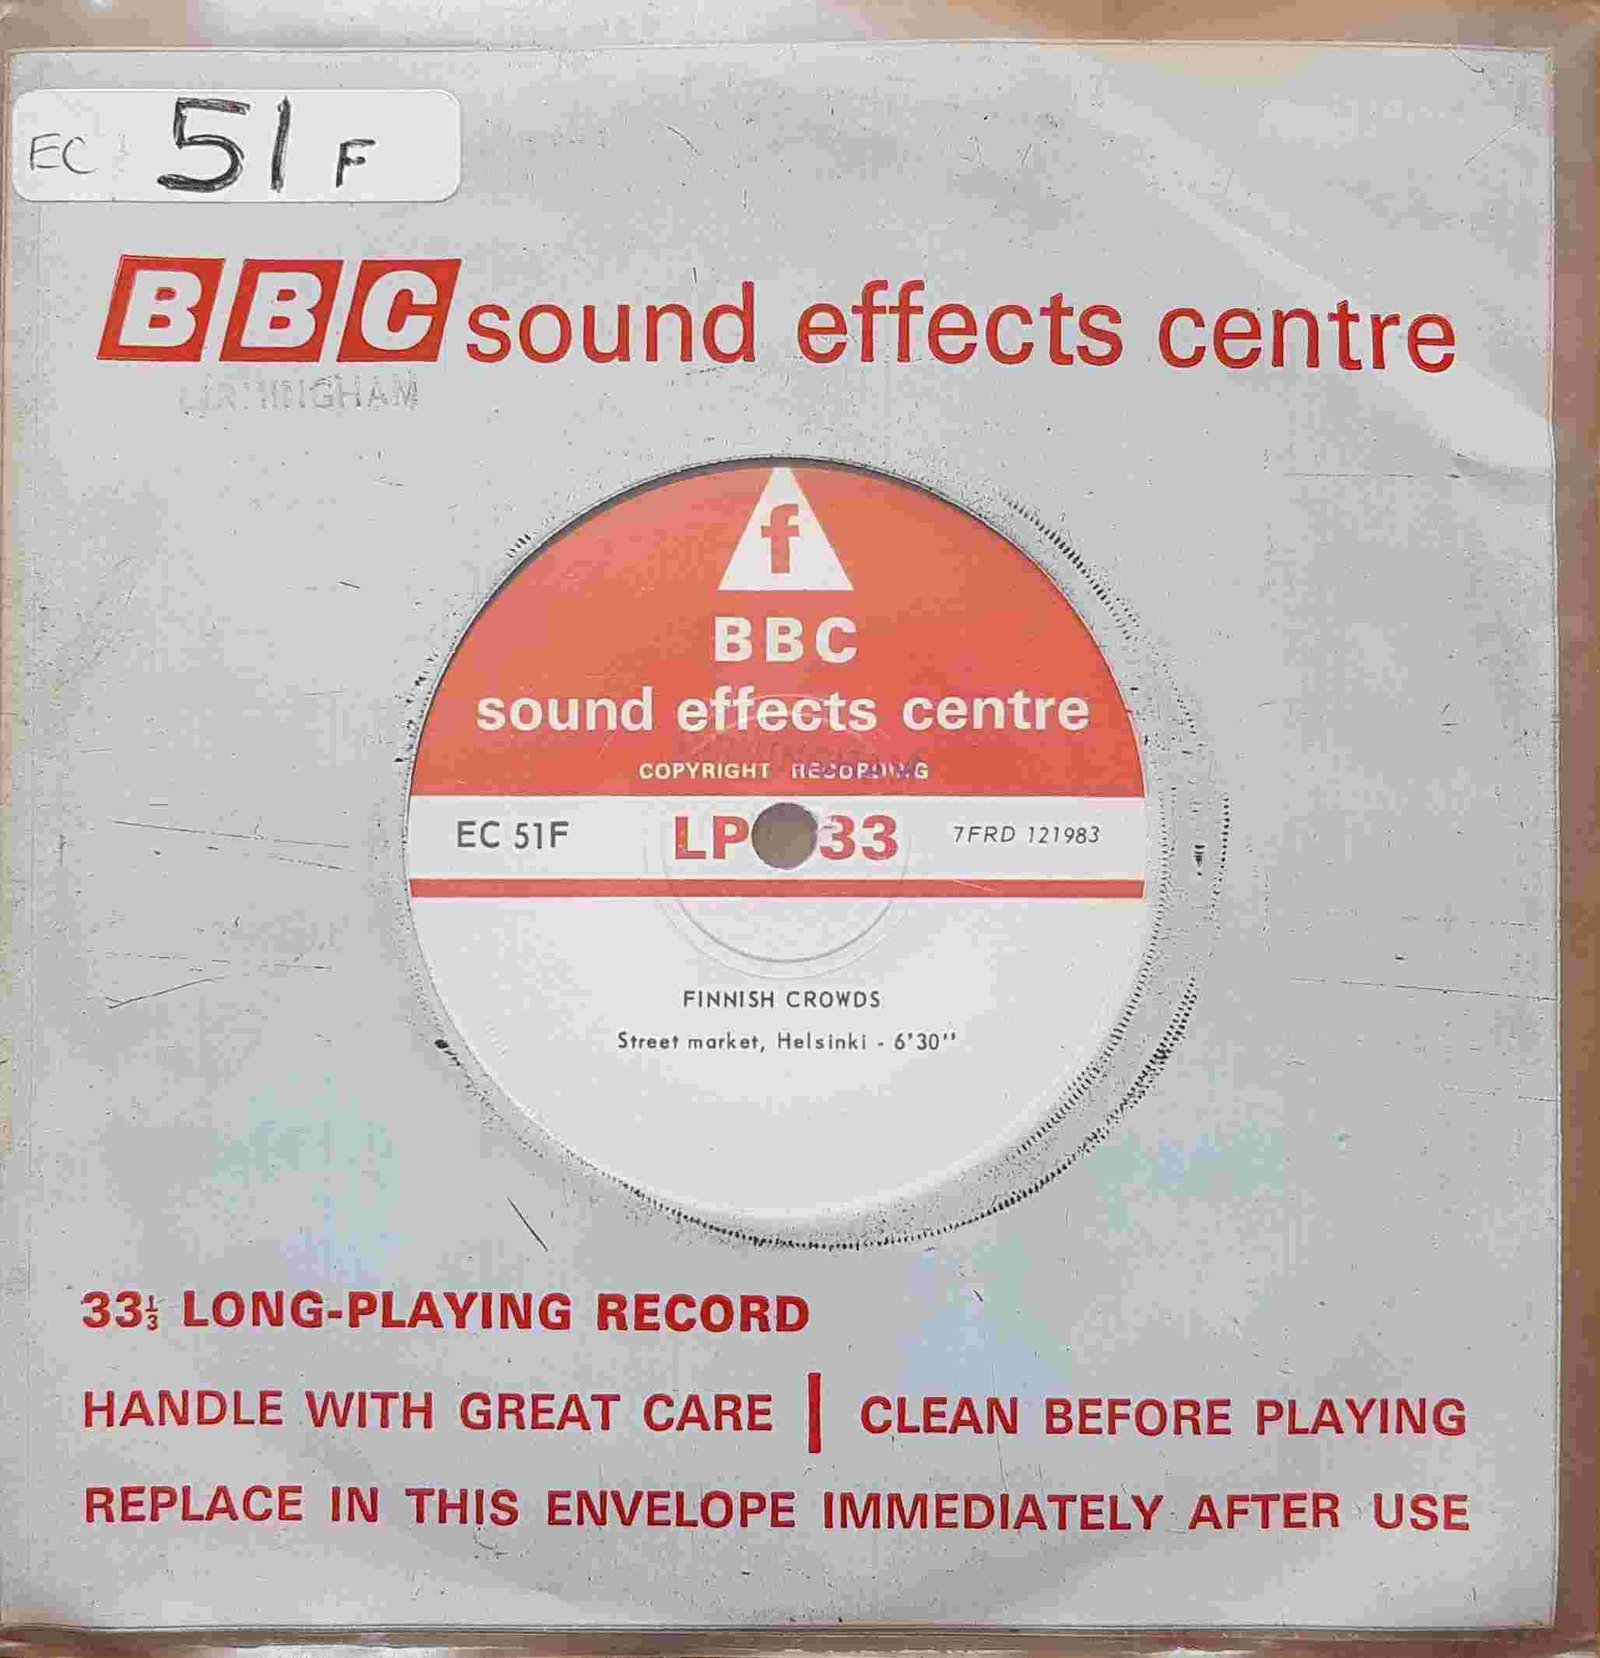 EC 51 F
BBC sound effects centre
f
BBC
sound effects centre
COPYRIGHT RECORDING
EC 51F LP 33 7FRD 121983
FINNISH CROWDS
Street market, Helsinki - 6'30"
33⅓ LONG-PLAYING RECORD
HANDLE WITH GREAT CARE | CLEAN BEFORE PLAYING
REPLACE IN THIS ENVELOPE IMMEDIATELY AFTER USE